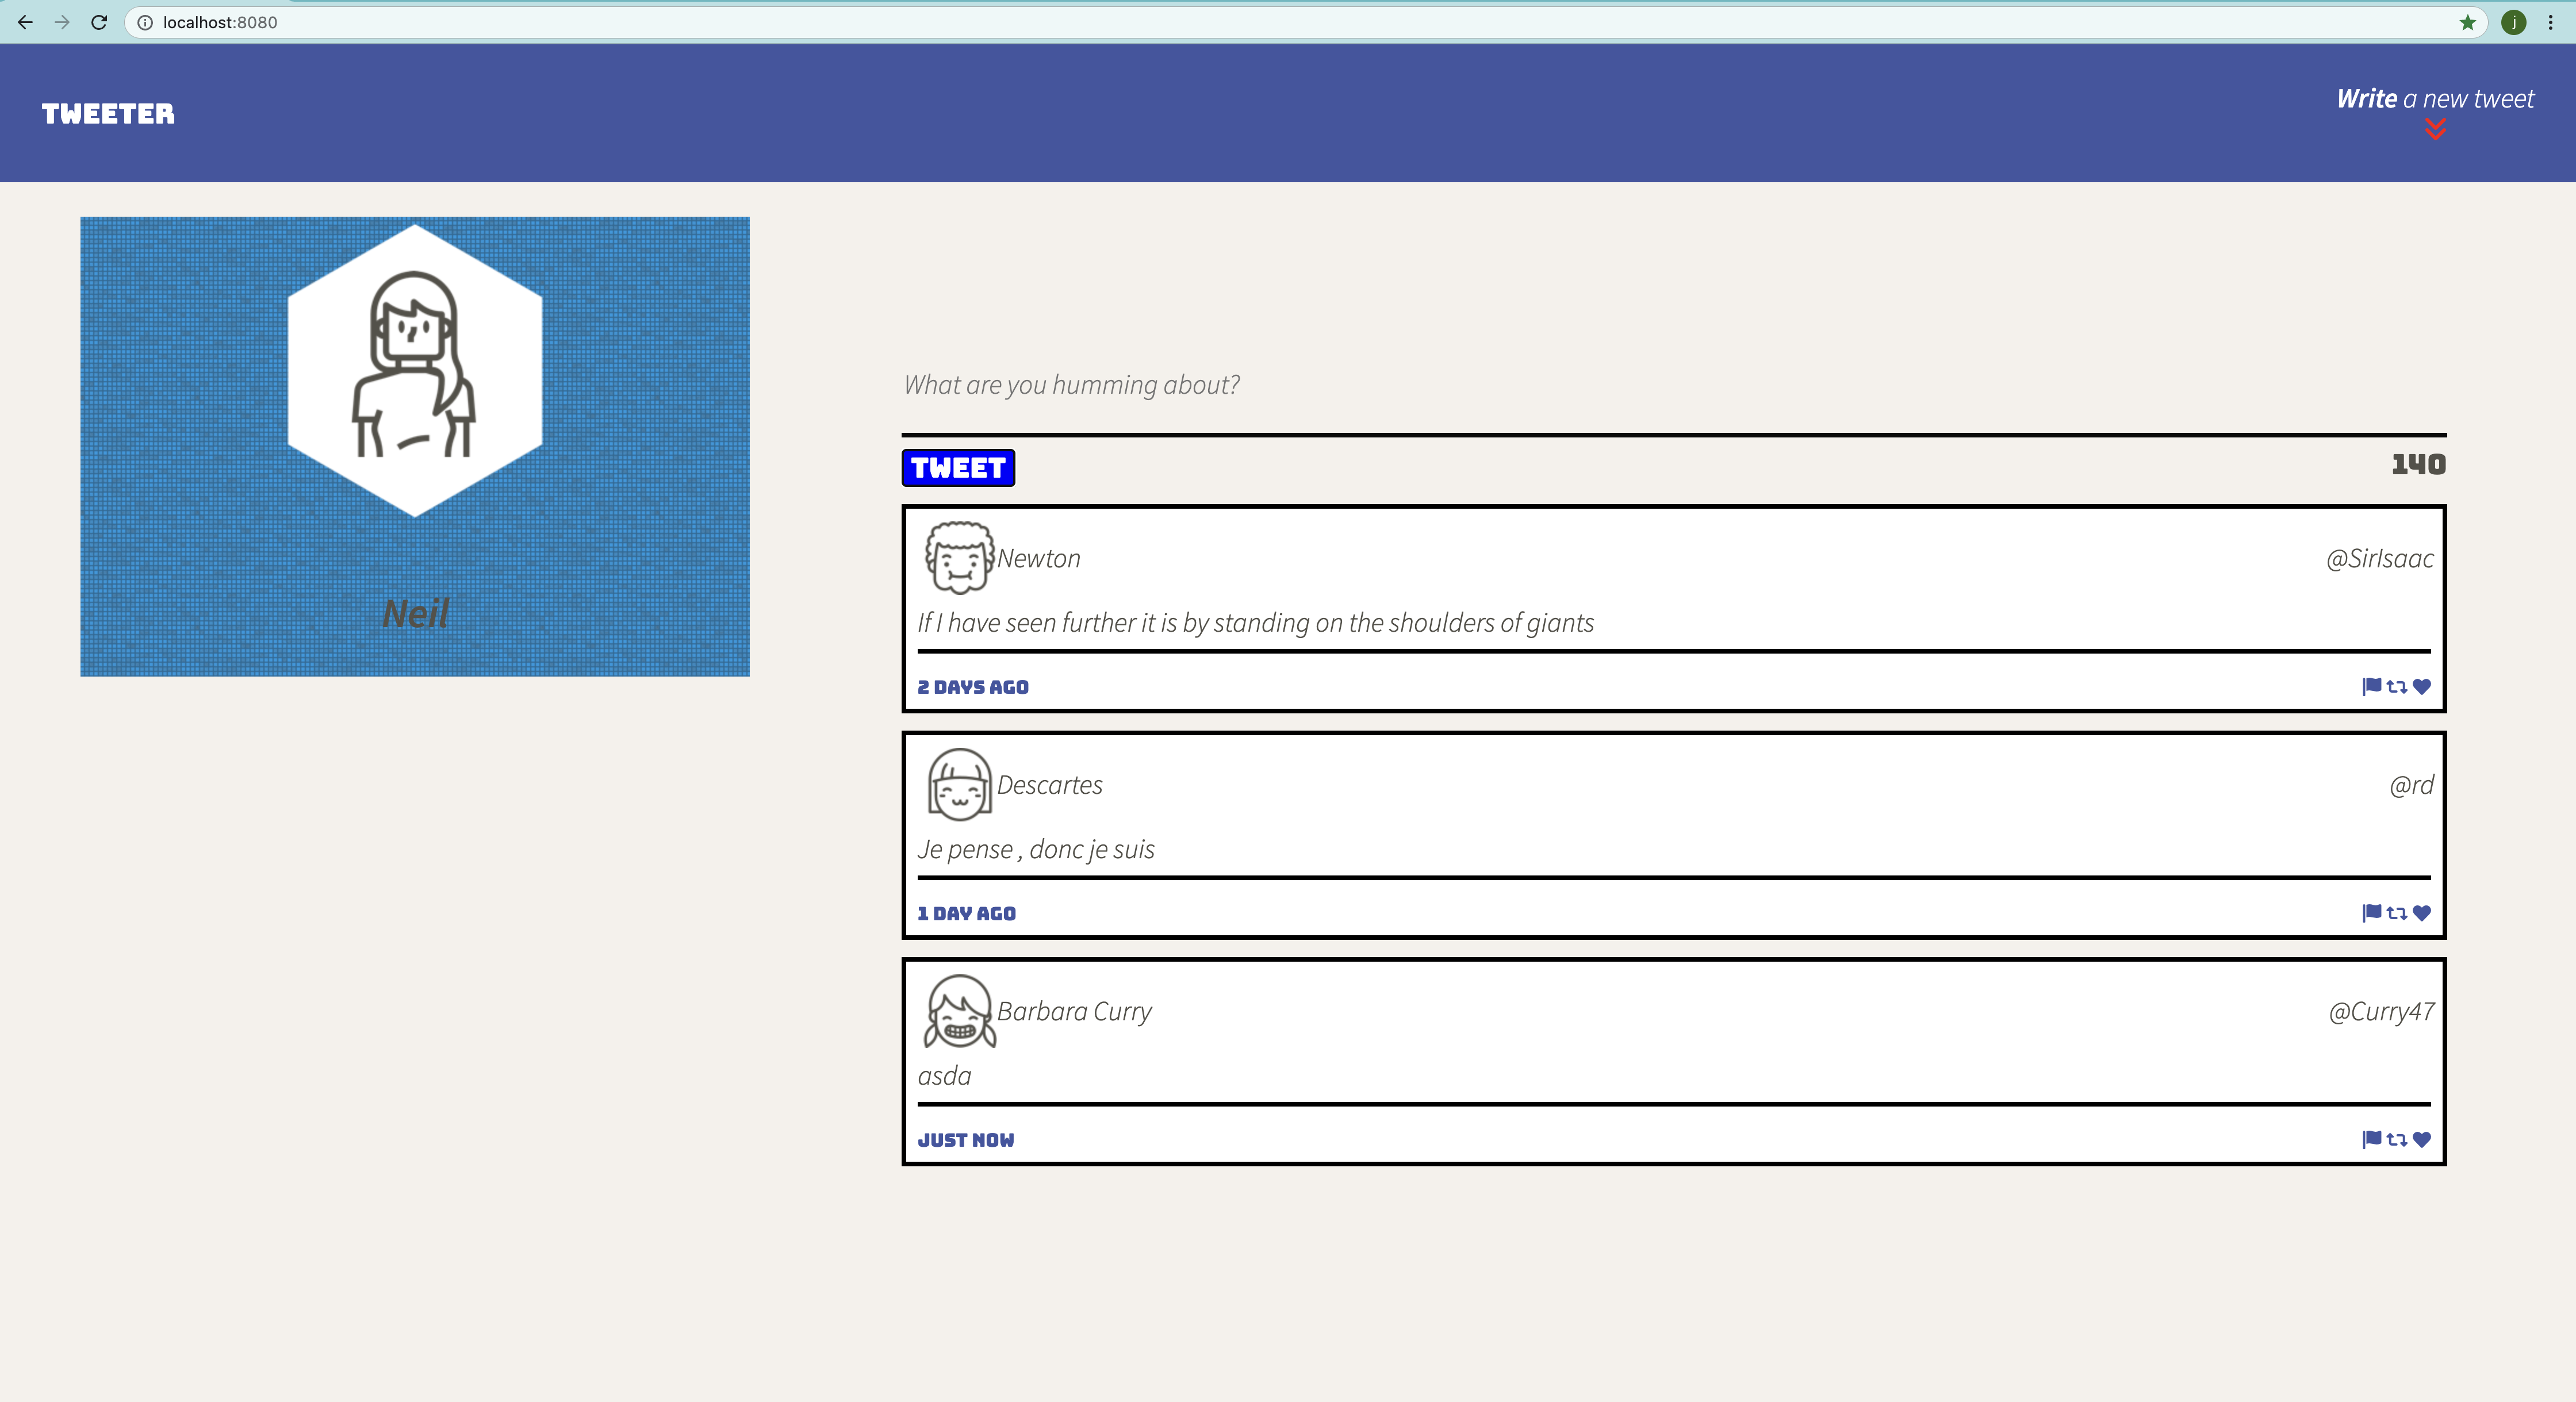 localhost:8080
j
TWEETER
Write a new tweet
Neil
What are you humming about?
TWEET
140
Newton
@SirIsaac
If I have seen further it is by standing on the shoulders of giants
2 DAYS AGO
Descartes
@rd
Je pense , donc je suis
1 DAY AGO
Barbara Curry
@Curry47
asda
JUST NOW